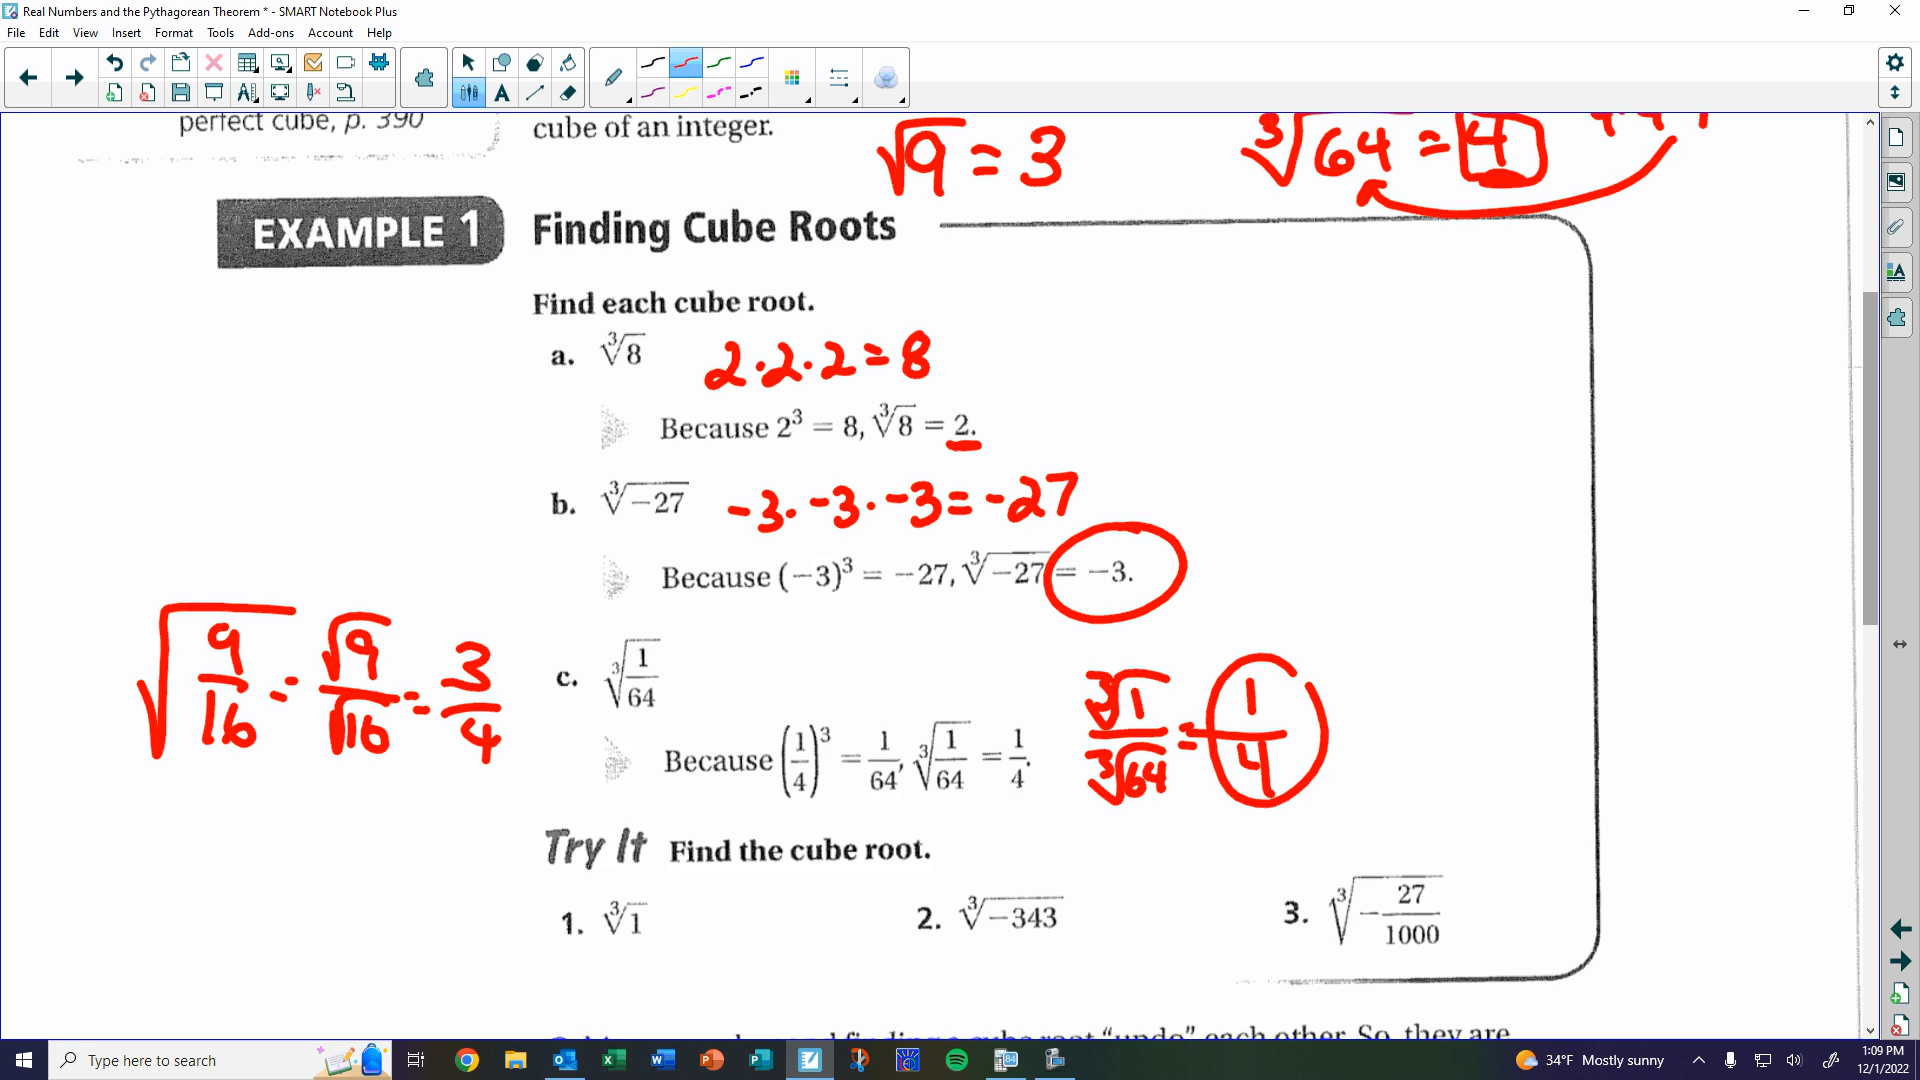 Real Numbers and the Pythagorean Theorem * - SMART Notebook Plus
File Edit View Insert Format Tools Add-ons Account Help
perfect cube, p. 390
cube of an integer.
√9 = 3
∛64 = 4
EXAMPLE 1 Finding Cube Roots
Find each cube root.
a. ∛8 2·2·2=8
Because 2³ = 8, ∛8 = 2.
b. ∛−27 -3·-3·-3=-27
Because (−3)³ = −27, ∛−27 = −3.
√(9/16) = √9/√16 = 3/4
c. ∛(1/64)
∛1/∛64 = 1/4
Because (1/4)³ = 1/64, ∛(1/64) = 1/4.
Try It Find the cube root.
1. ∛1 2. ∛−343 3. ∛(−27/1000)
Type here to search
34°F Mostly sunny
1:09 PM
12/1/2022